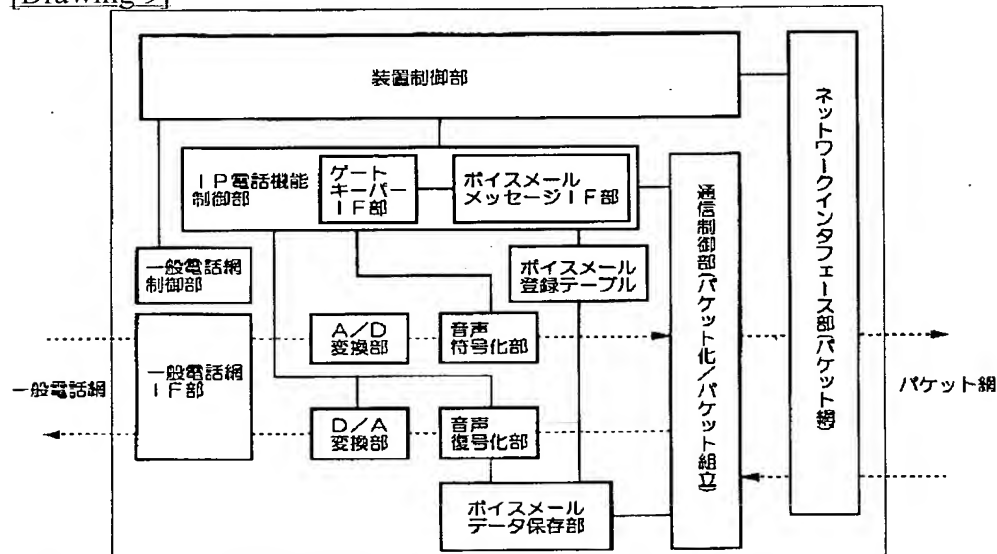 [Drawing 9]
装置制御部
IP電話機能
制御部
ゲート
キーパー
IF部
ボイスメール
メッセージIF部
一般電話網
制御部
ボイスメール
登録テーブル
通信制御部(パケット化/パケット組立)
ネットワークインタフェース部(パケット網)
一般電話網
一般電話網
IF部
A/D
変換部
音声
符号化部
D/A
変換部
音声
復号化部
ボイスメール
データ保存部
パケット網